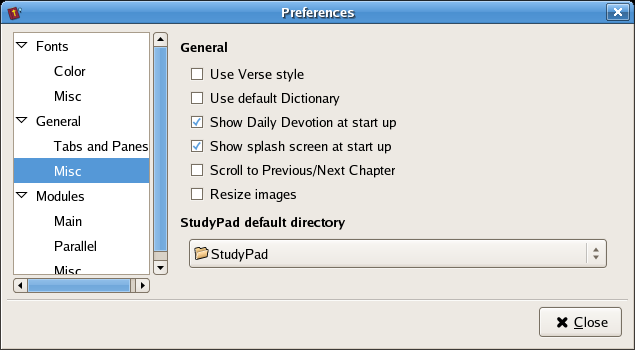 Preferences
Fonts
Color
Misc
General
Tabs and Panes
Misc
Modules
Main
Parallel
Misc
General
Use Verse style
Use default Dictionary
Show Daily Devotion at start up
Show splash screen at start up
Scroll to Previous/Next Chapter
Resize images
StudyPad default directory
StudyPad
Close